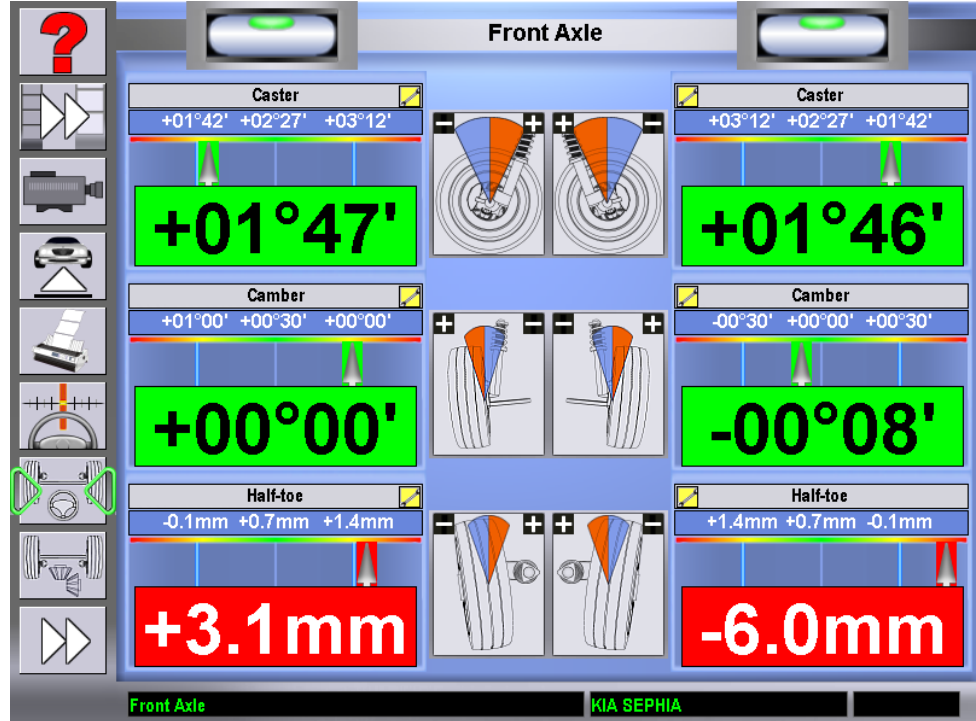 ?
Front Axle
Caster
Caster
+01°42' +02°27' +03°12'
+03°12' +02°27' +01°42'
- + + -
+01°47'
+01°46'
Camber
Camber
+01°00' +00°30' +00°00'
-00°30' +00°00' +00°30'
+ - - +
+00°00'
-00°08'
Half-toe
Half-toe
-0.1mm +0.7mm +1.4mm
+1.4mm +0.7mm -0.1mm
- + + -
+3.1mm
-6.0mm
Front Axle
KIA SEPHIA